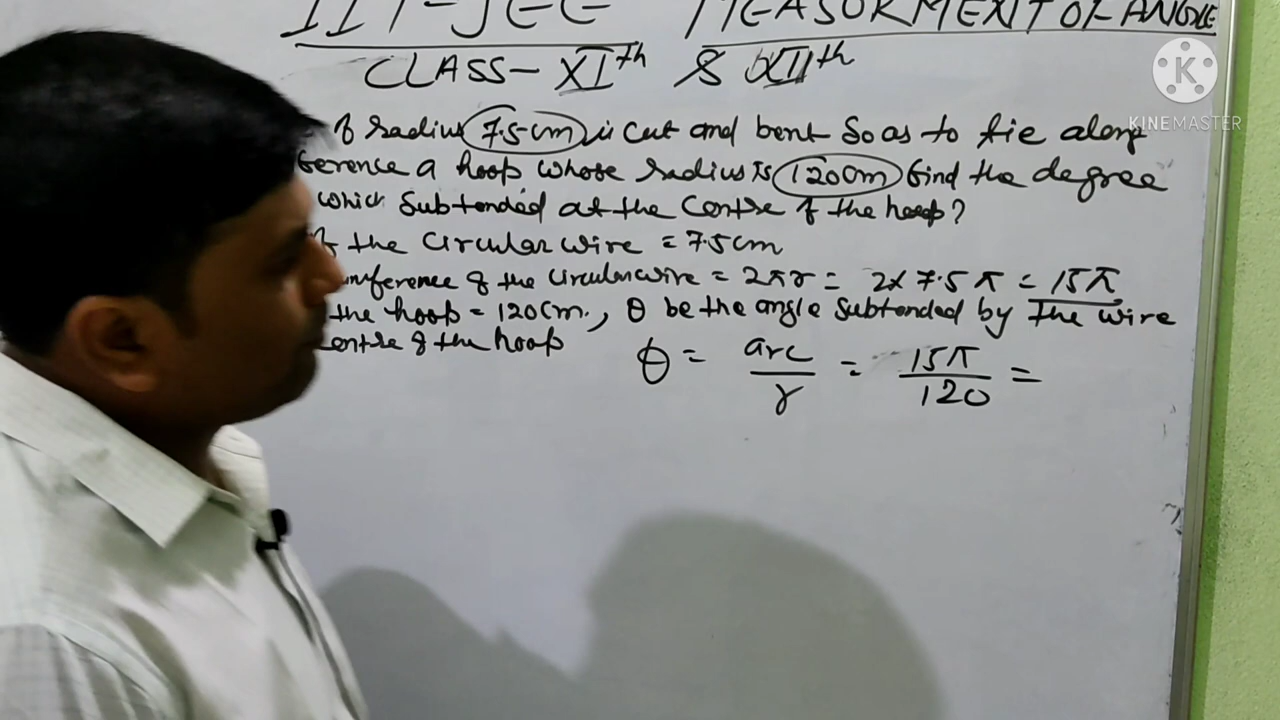 IIT-JEE MEASURMENT OF ANGLE
CLASS-XIth & XIIth
K
KINEMASTER
of radius 7.5cm is cut and bent so as to lie along
ference a hoop whose radius is 120cm find the degree
which subtended at the centre of the hoop?
of the circular wire = 7.5cm
umference of the circular wire = 2πr = 2x 7.5 π = 15π
the hoop = 120cm., θ be the angle subtended by the wire
centre of the hoop
θ = arc/r = 15π/120 =